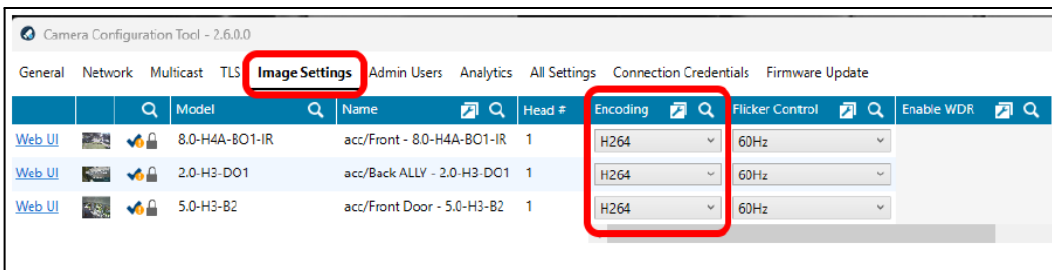 Camera Configuration Tool - 2.6.0.0
General Network Multicast TLS Image Settings Admin Users Analytics All Settings Connection Credentials Firmware Update
Model Name Head # Encoding Flicker Control Enable WDR
Web UI 8.0-H4A-BO1-IR acc/Front - 8.0-H4A-BO1-IR 1 H264 60Hz
Web UI 2.0-H3-DO1 acc/Back ALLY - 2.0-H3-DO1 1 H264 60Hz
Web UI 5.0-H3-B2 acc/Front Door - 5.0-H3-B2 1 H264 60Hz